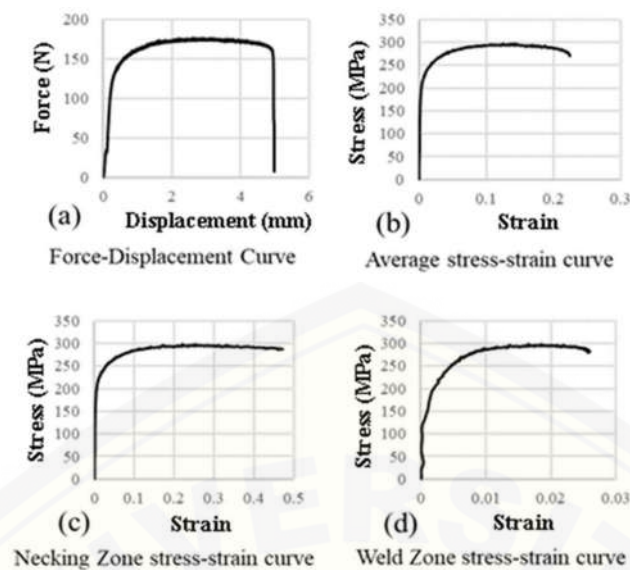 200
150
100
50
0
Force (N)
0 2 4 6
(a) Displacement (mm)
Force-Displacement Curve
350
300
250
200
150
100
50
0
Stress (MPa)
0 0.1 0.2 0.3
(b) Strain
Average stress-strain curve
350
300
250
200
150
100
50
0
Stress (MPa)
0 0.1 0.2 0.3 0.4 0.5
(c) Strain
Necking Zone stress-strain curve
350
300
250
200
150
100
50
0
Stress (MPa)
0 0.01 0.02 0.03
(d) Strain
Weld Zone stress-strain curve